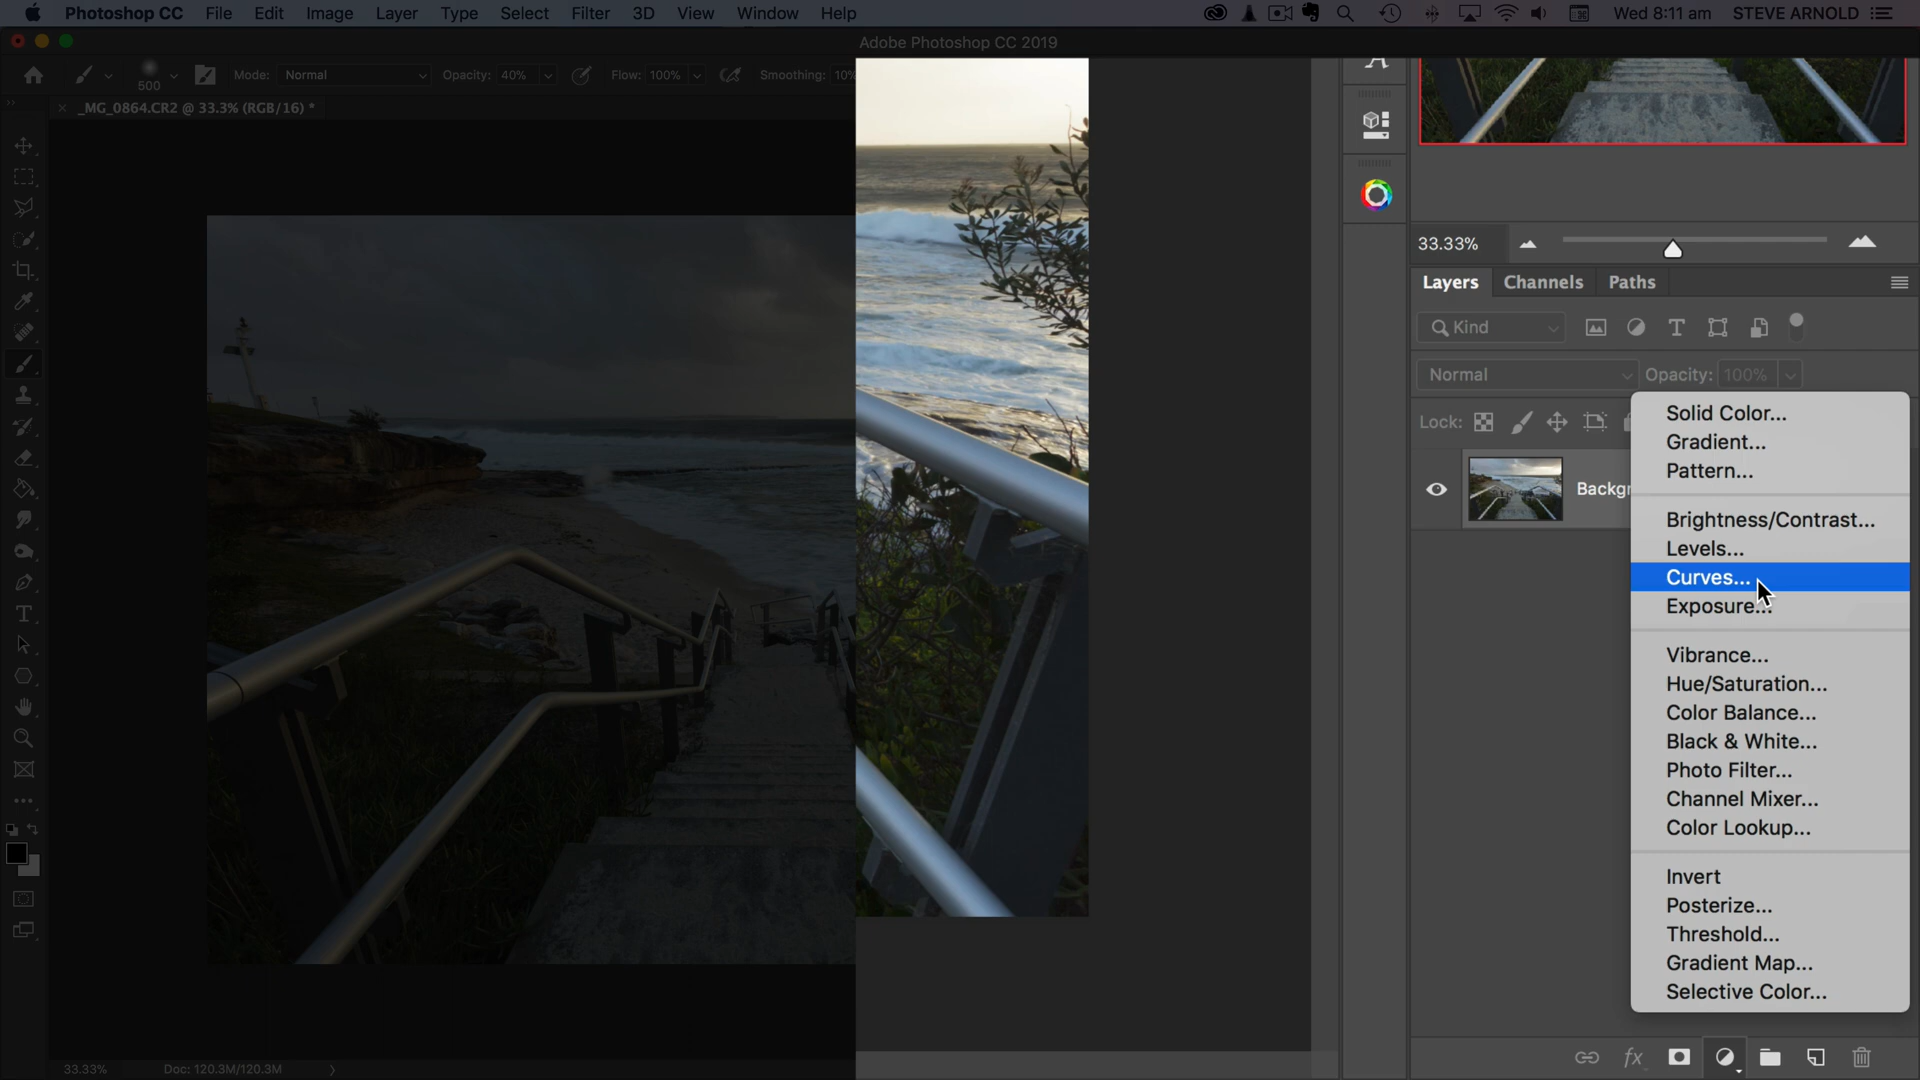 Photoshop CC File Edit Image Layer Type Select Filter 3D View Window Help Wed 8:11 am STEVE ARNOLD
Adobe Photoshop CC 2019
500 Mode: Normal Opacity: 40% Flow: 100% Smoothing: 10%
_MG_0864.CR2 @ 33.3% (RGB/16) *
33.33%
Layers Channels Paths
Kind
Normal Opacity: 100%
Lock:
Backgr
Solid Color...
Gradient...
Pattern...
Brightness/Contrast...
Levels...
Curves...
Exposure...
Vibrance...
Hue/Saturation...
Color Balance...
Black & White...
Photo Filter...
Channel Mixer...
Color Lookup...
Invert
Posterize...
Threshold...
Gradient Map...
Selective Color...
fx
33.33% Doc: 120.3M/120.3M